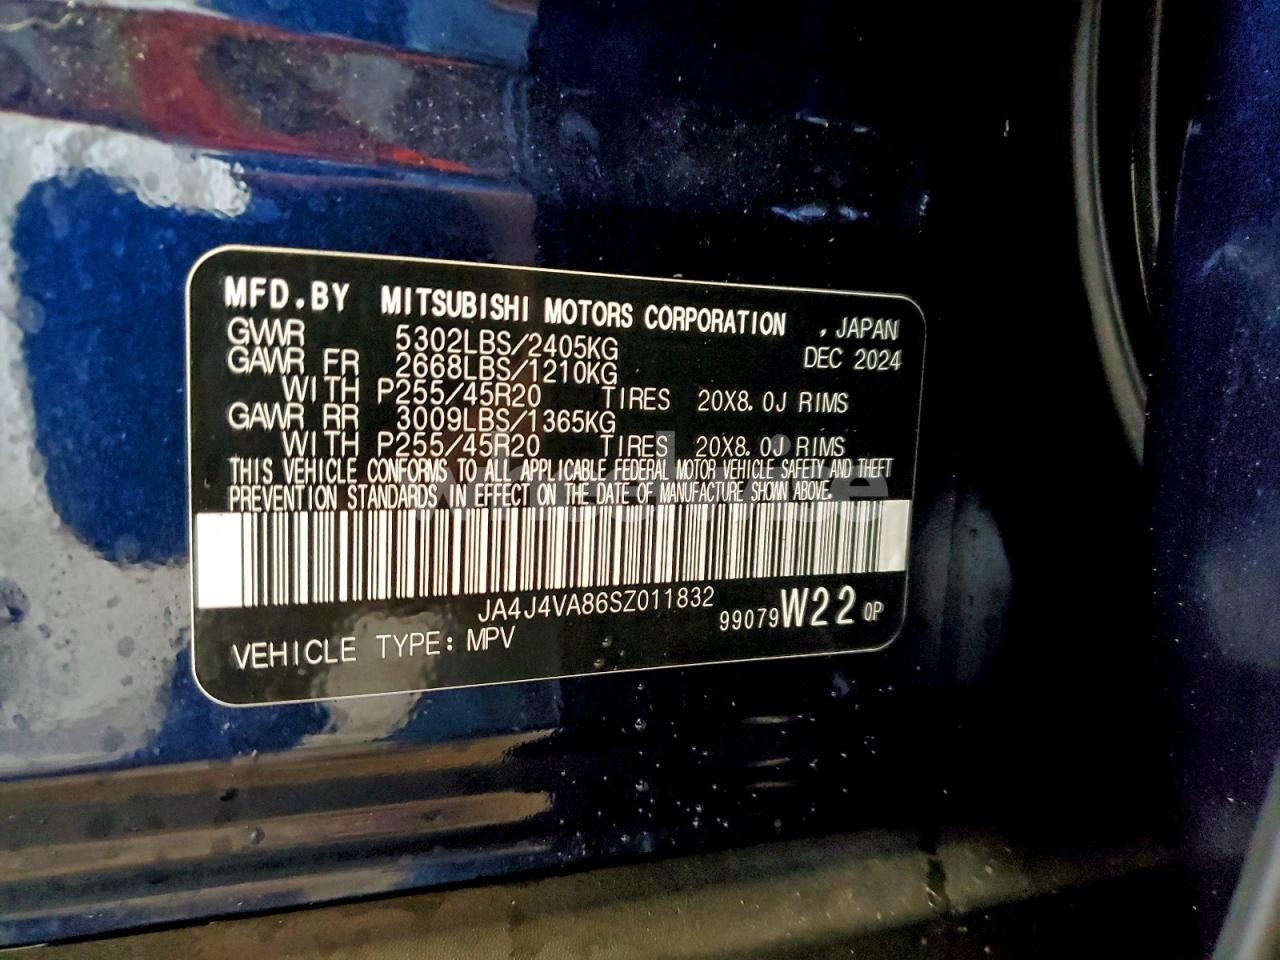 MFD.BY MITSUBISHI MOTORS CORPORATION , JAPAN
GVWR 5302LBS/2405KG DEC 2024
GAWR FR 2668LBS/1210KG
WITH P255/45R20 TIRES 20X8.0J RIMS
GAWR RR 3009LBS/1365KG
WITH P255/45R20 TIRES 20X8.0J RIMS
THIS VEHICLE CONFORMS TO ALL APPLICABLE FEDERAL MOTOR VEHICLE SAFETY AND THEFT
PREVENTION STANDARDS IN EFFECT ON THE DATE OF MANUFACTURE SHOWN ABOVE.
JA4J4VA86SZ011832
99079 W22 0P
VEHICLE TYPE: MPV